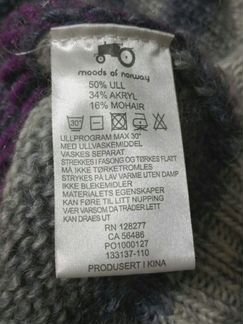 moods of norway
50% ULL
34% AKRYL
16% MOHAIR
30°
ULLPROGRAM MAX 30°
MED ULLVASKEMIDDEL
VASKES SEPARAT
STREKKES I FASONG OG TØRKES FLATT
MÅ IKKE TØRKETROMLES
STRYKES PÅ LAV VARME UTEN DAMP
IKKE BLEKEMIDLER
MATERIALETS EGENSKAPER
KAN FØRE TIL LITT NUPPING
VÆR VARSOM DA TRÅDER LETT
KAN DRAES UT
RN 128277
CA 56486
PO1000127
133137-110
PRODUSERT I KINA